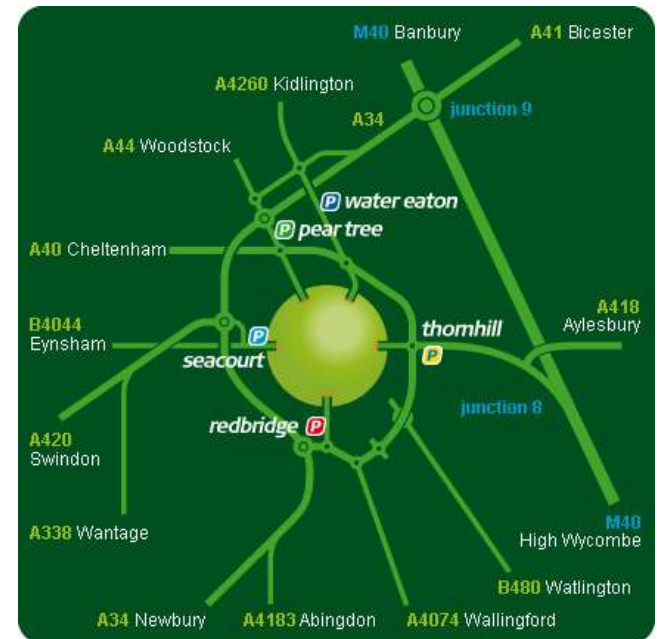 M40 Banbury
A41 Bicester
A4260 Kidlington
junction 9
A34
A44 Woodstock
P water eaton
P pear tree
A40 Cheltenham
A418
Aylesbury
B4044
Eynsham
thornhill
P
P
seacourt
junction 8
redbridge P
A420
Swindon
M40
High Wycombe
A338 Wantage
B480 Watlington
A34 Newbury
A4183 Abingdon
A4074 Wallingford